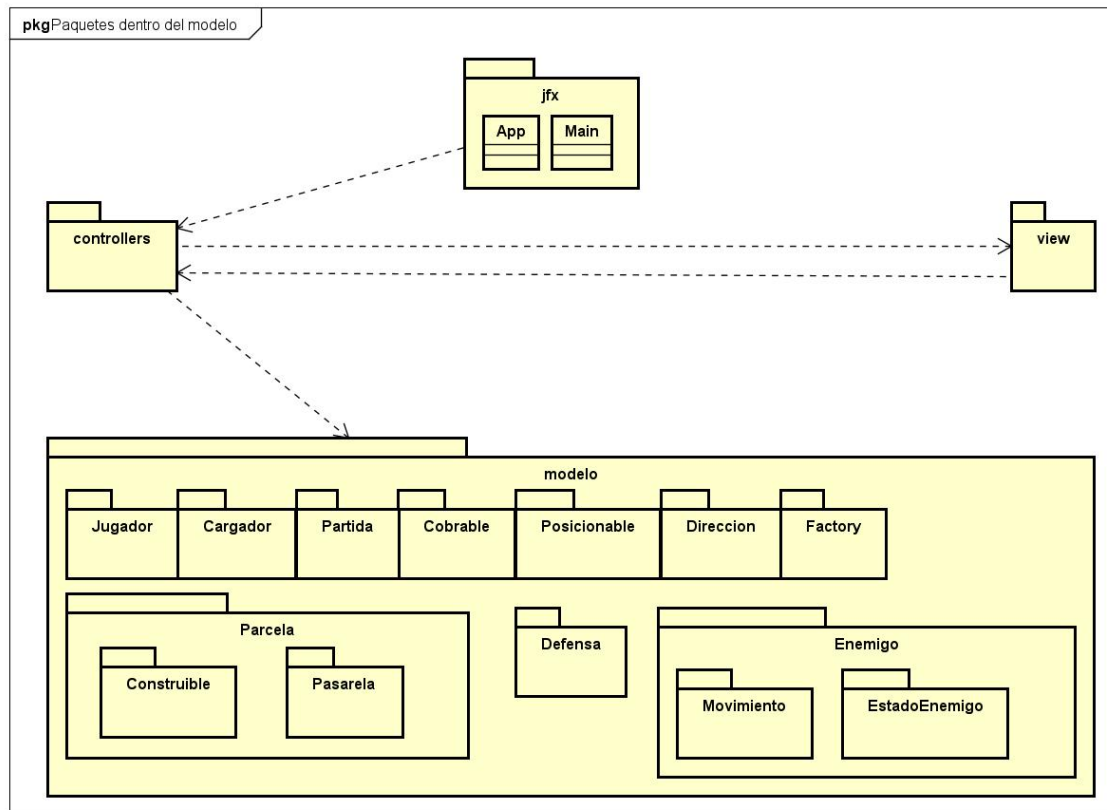 pkgPaquetes dentro del modelo
jfx
App Main
controllers
view
modelo
Jugador Cargador Partida Cobrable Posicionable Direccion Factory
Parcela
Construible Pasarela
Defensa
Enemigo
Movimiento EstadoEnemigo